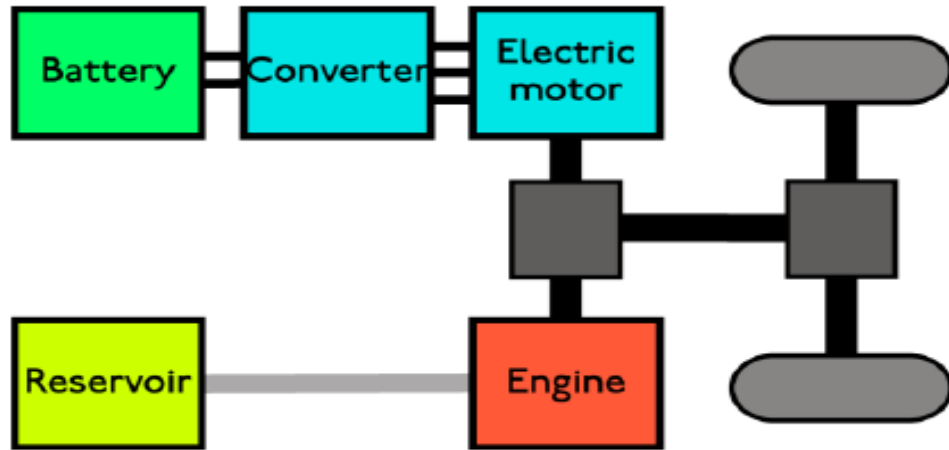 Battery
Converter
Electric
motor
Reservoir
Engine